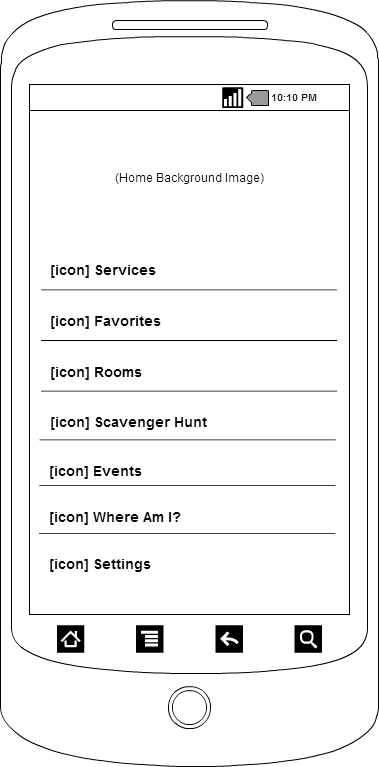 10:10 PM
(Home Background Image)
[icon] Services
[icon] Favorites
[icon] Rooms
[icon] Scavenger Hunt
[icon] Events
[icon] Where Am I?
[icon] Settings